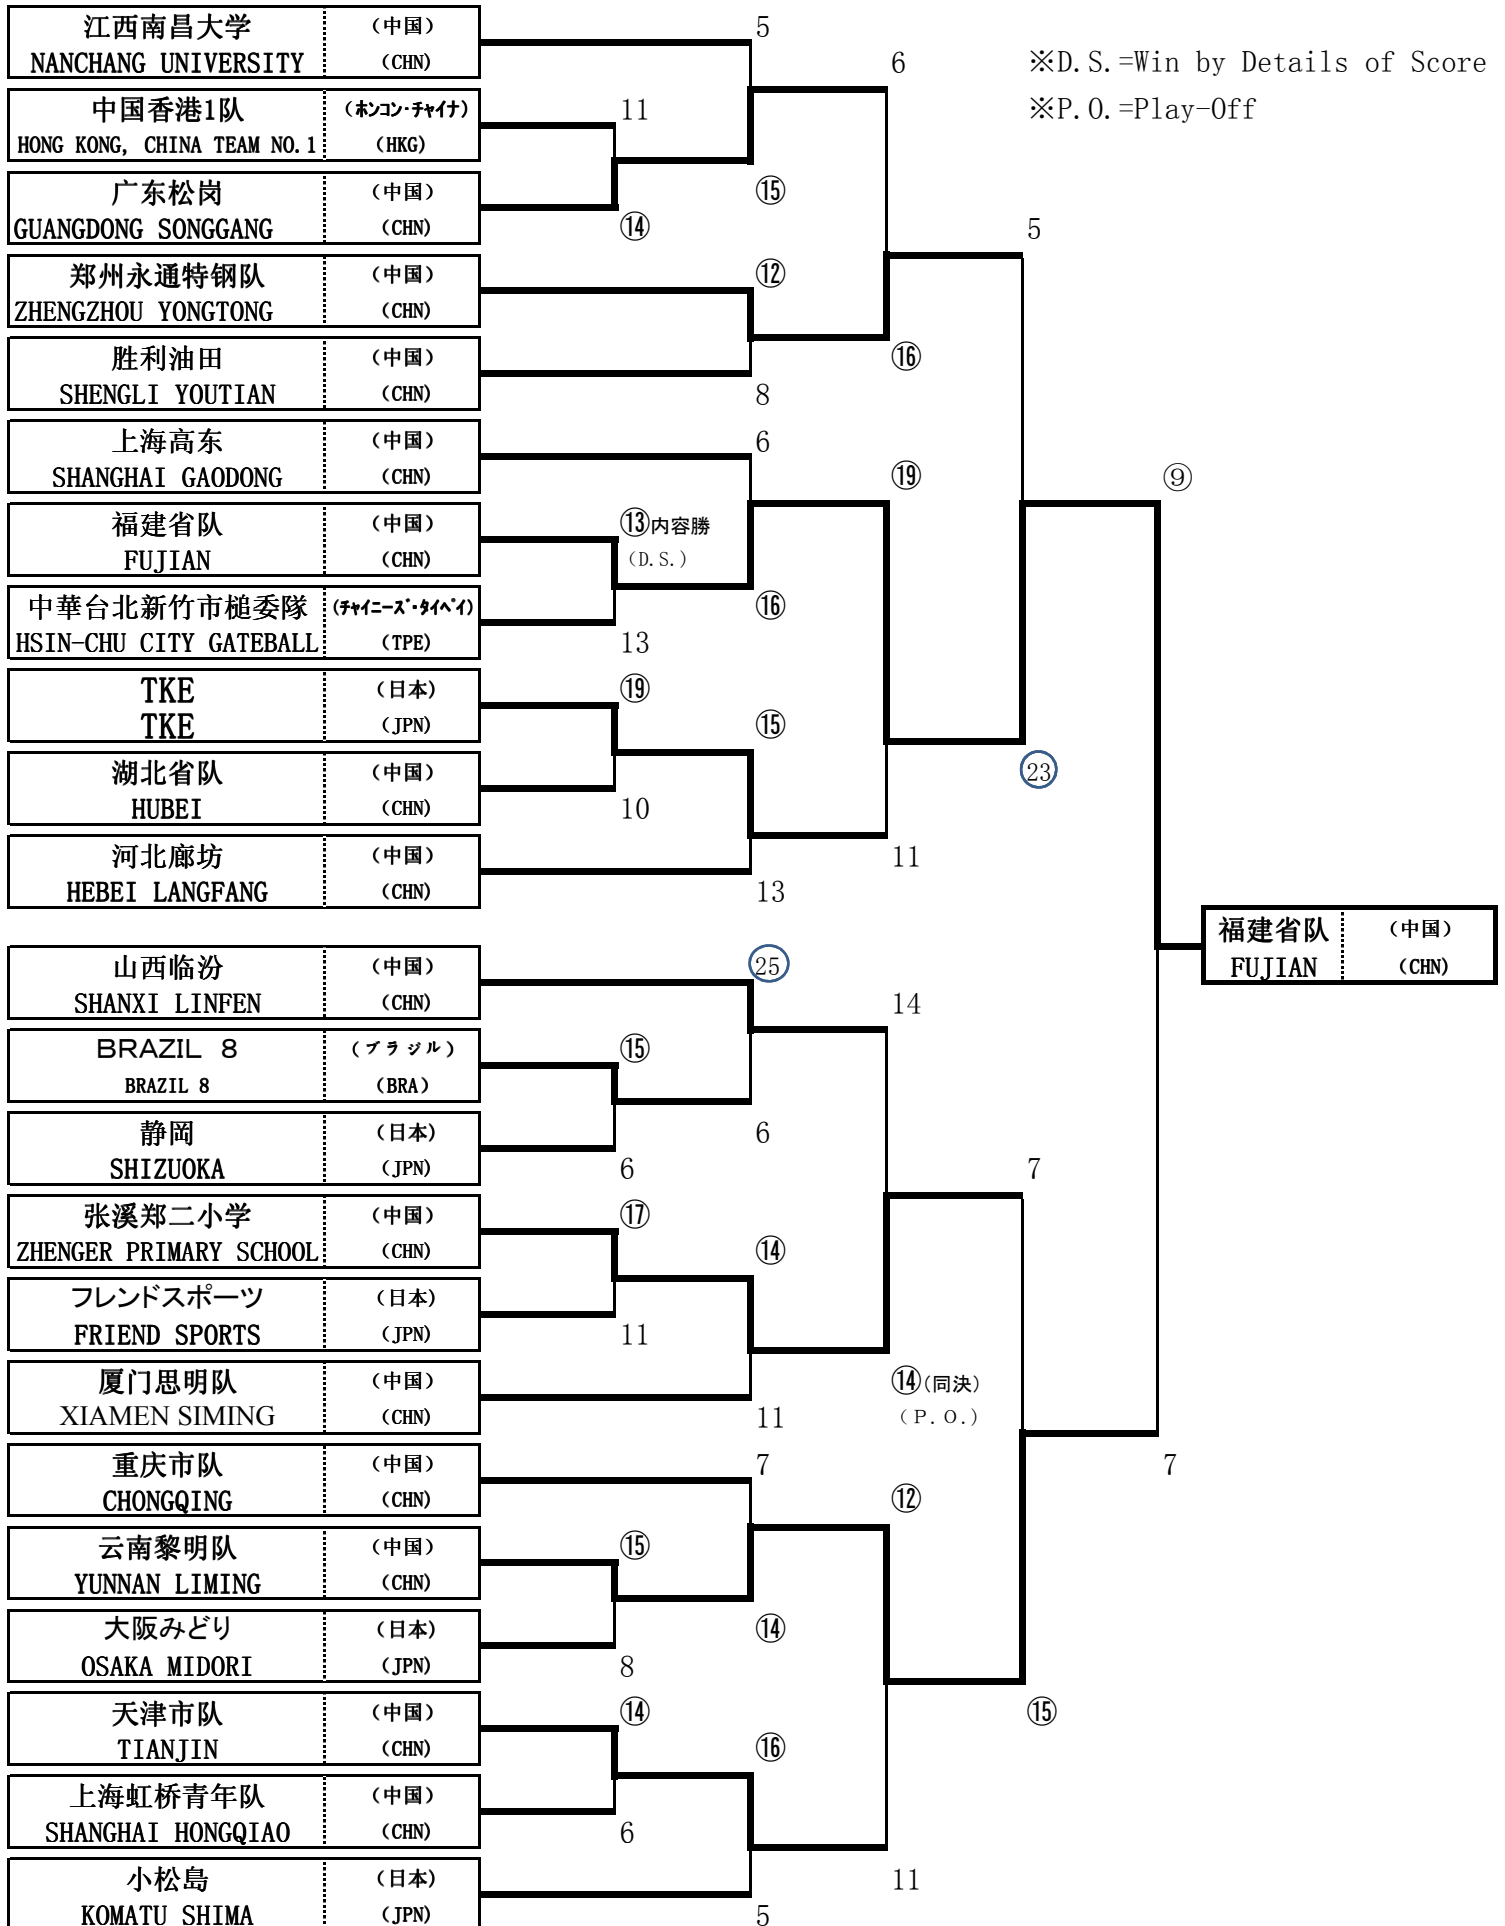 江西南昌大学 （中国） 5
NANCHANG UNIVERSITY （CHN） 6 ※D.S.=Win by Details of Score
中国香港1队 （ホンコン・チャイナ） 11 ※P.O.=Play-Off
HONG KONG, CHINA TEAM NO.1 （HKG）
广东松岗 （中国） ⑮
GUANGDONG SONGGANG （CHN） ⑭ 5
郑州永通特钢队 （中国） ⑫
ZHENGZHOU YONGTONG （CHN）
胜利油田 （中国） ⑯
SHENGLI YOUTIAN （CHN） 8
上海高东 （中国） 6
SHANGHAI GAODONG （CHN） ⑲ ⑨
福建省队 （中国） ⑬内容勝
FUJIAN （CHN） （D.S.）
中華台北新竹市槌委隊 （チャイニーズ・タイペイ） ⑯
HSIN-CHU CITY GATEBALL （TPE） 13
TKE （日本） ⑲
TKE （JPN） ⑮
湖北省队 （中国） 23
HUBEI （CHN） 10
河北廊坊 （中国） 11
HEBEI LANGFANG （CHN） 13
福建省队 （中国）
FUJIAN （CHN）
山西临汾 （中国） 25
SHANXI LINFEN （CHN） 14
BRAZIL 8 （ブラジル） ⑮
BRAZIL 8 （BRA）
静岡 （日本） 6
SHIZUOKA （JPN） 6 7
张溪郑二小学 （中国） ⑰
ZHENGER PRIMARY SCHOOL （CHN） ⑭
フレンドスポーツ （日本）
FRIEND SPORTS （JPN） 11
厦门思明队 （中国） ⑭（同決）
XIAMEN SIMING （CHN） 11 （P.O.）
重庆市队 （中国） 7 7
CHONGQING （CHN） ⑫
云南黎明队 （中国） ⑮
YUNNAN LIMING （CHN）
大阪みどり （日本） ⑭
OSAKA MIDORI （JPN） 8
天津市队 （中国） ⑭ ⑮
TIANJIN （CHN） ⑯
上海虹桥青年队 （中国）
SHANGHAI HONGQIAO （CHN） 6
小松島 （日本） 11
KOMATU SHIMA （JPN） 5